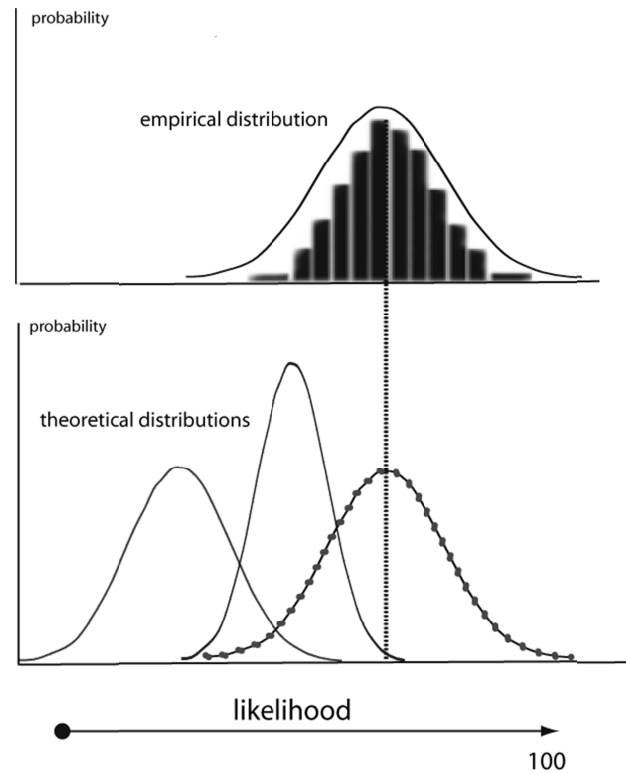 probability
empirical distribution
probability
theoretical distributions
likelihood
100